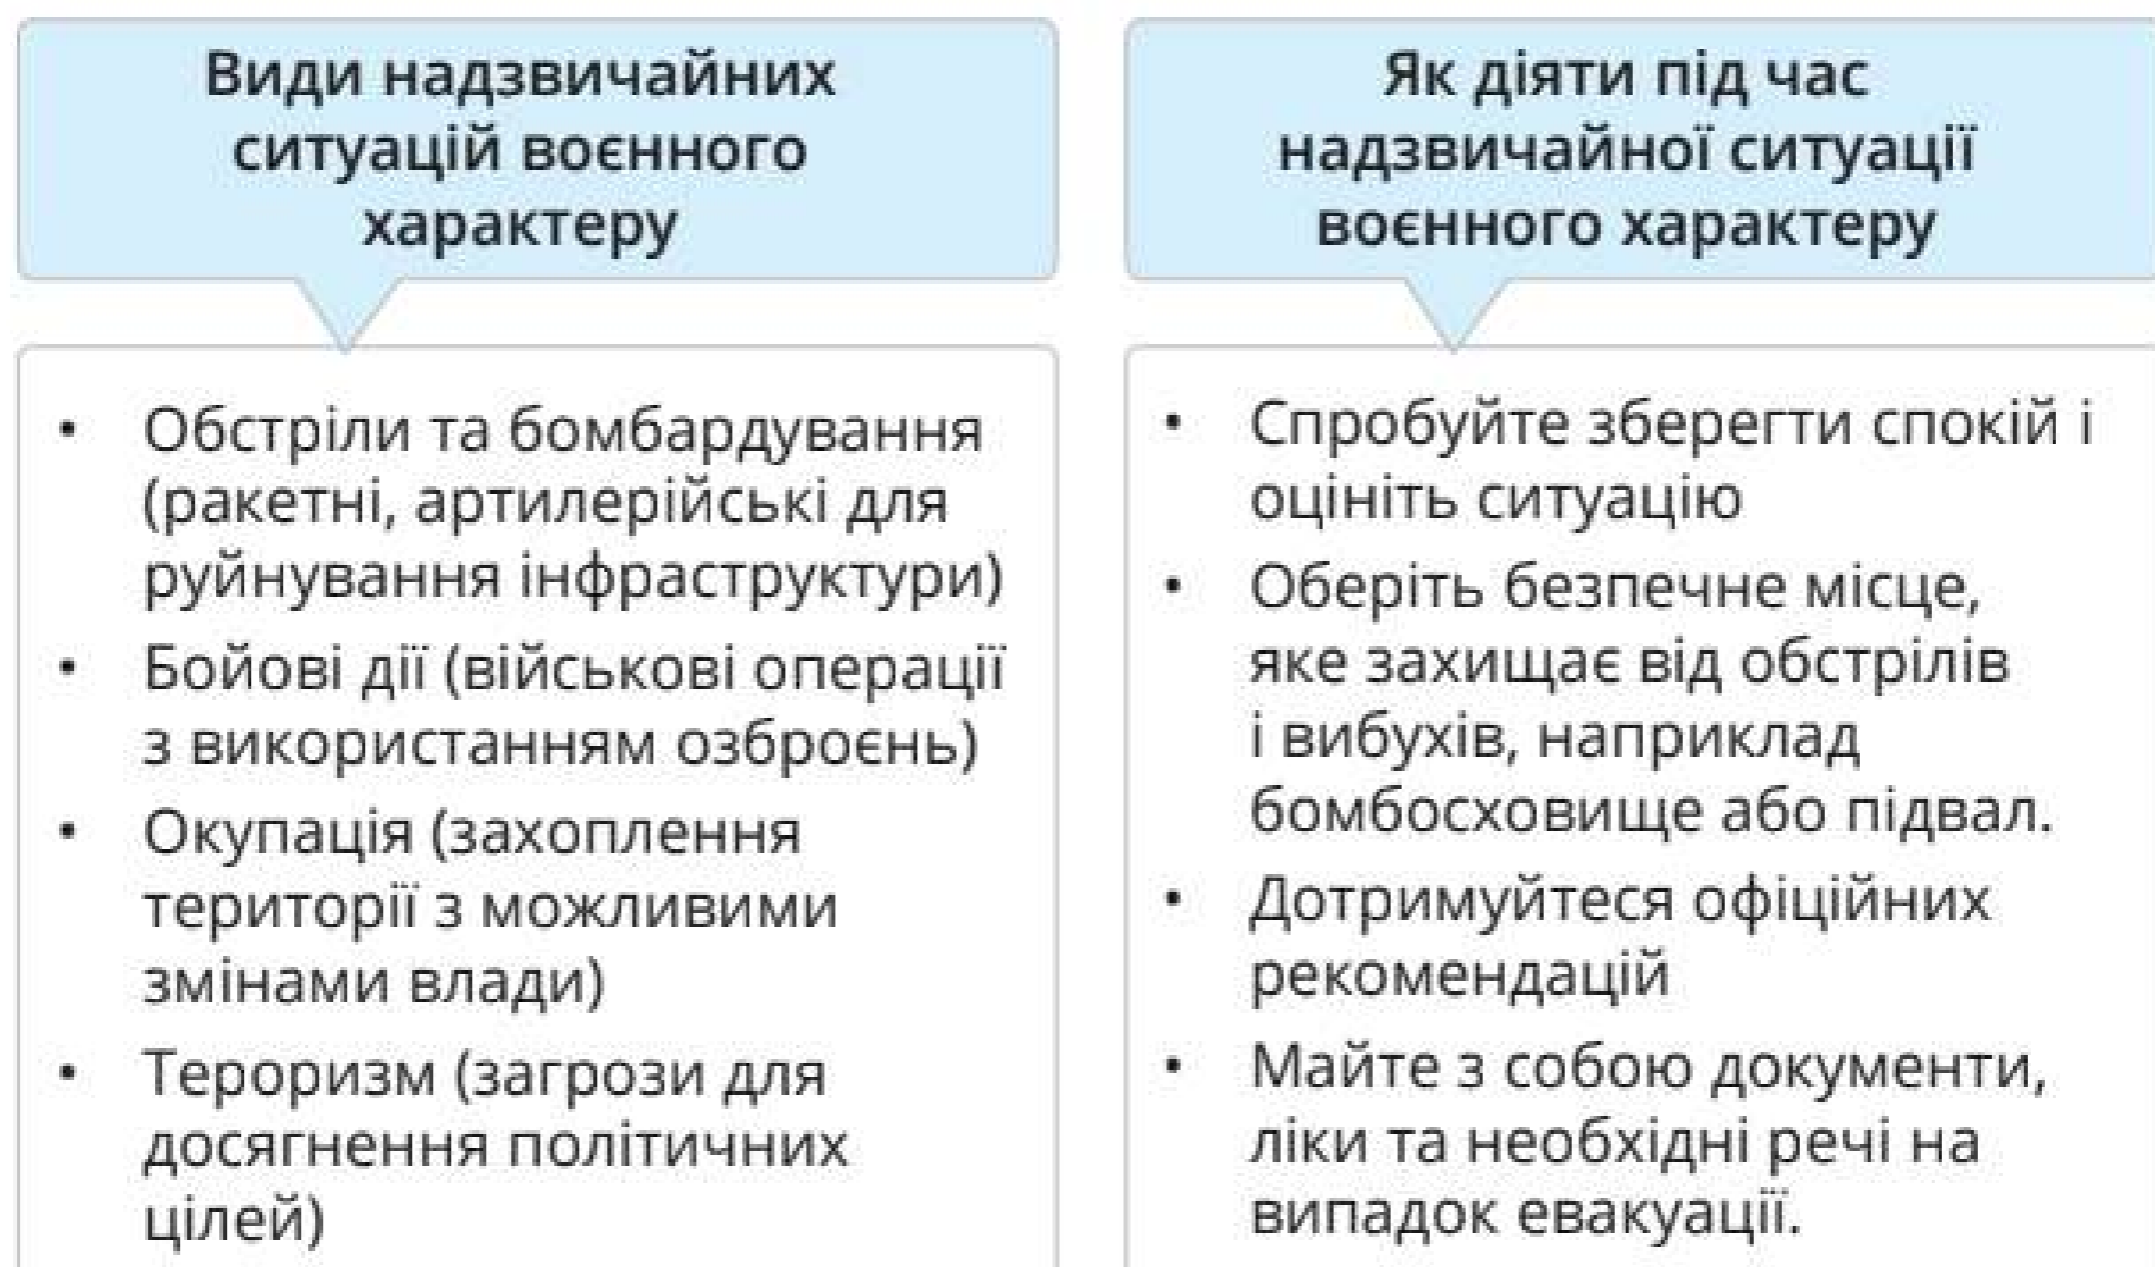 Види надзвичайних
ситуацій воєнного
характеру
• Обстріли та бомбардування
(ракетні, артилерійські для
руйнування інфраструктури)
• Бойові дії (військові операції
з використанням озброєнь)
• Окупація (захоплення
території з можливими
змінами влади)
• Тероризм (загрози для
досягнення політичних
цілей)
Як діяти під час
надзвичайної ситуації
воєнного характеру
• Спробуйте зберегти спокій і
оцініть ситуацію
• Оберіть безпечне місце,
яке захищає від обстрілів
і вибухів, наприклад
бомбосховище або підвал.
• Дотримуйтеся офіційних
рекомендацій
• Майте з собою документи,
ліки та необхідні речі на
випадок евакуації.